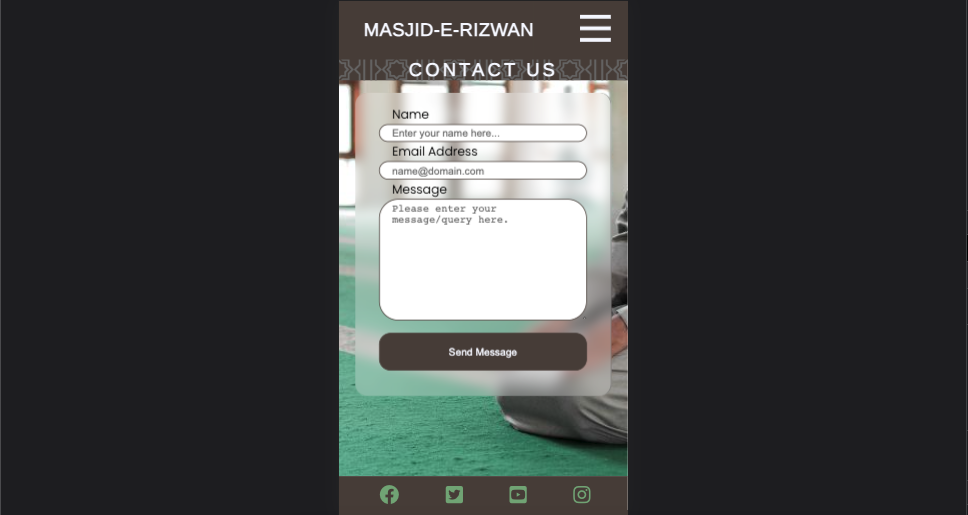 MASJID-E-RIZWAN
CONTACT US
Name
Enter your name here...
Email Address
name@domain.com
Message
Please enter your
message/query here.
Send Message